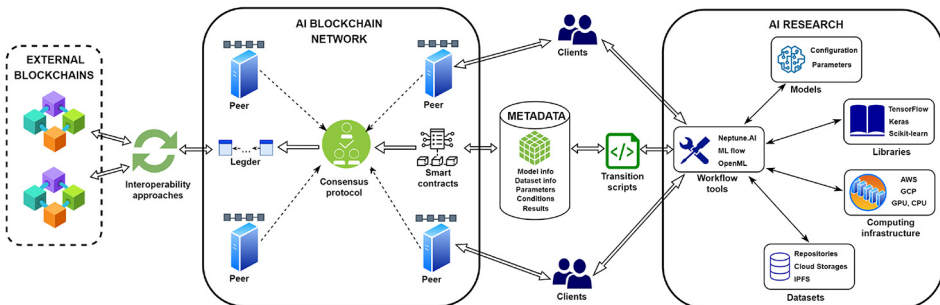 EXTERNAL
BLOCKCHAINS
Interoperability
approaches
AI BLOCKCHAIN
NETWORK
Peer
Peer
Legder
Consensus
protocol
Smart
contracts
Peer
Peer
Clients
METADATA
Model info
Dataset info
Parameters
Conditions
Results
Transition
scripts
Clients
AI RESEARCH
Configuration
Parameters
Models
Neptune.AI
ML flow
OpenML
Workflow
tools
TensorFlow
Keras
Scikit-learn
Libraries
AWS
GCP
GPU, CPU
Computing
infrastructure
Repositories
Cloud Storages
IPFS
Datasets